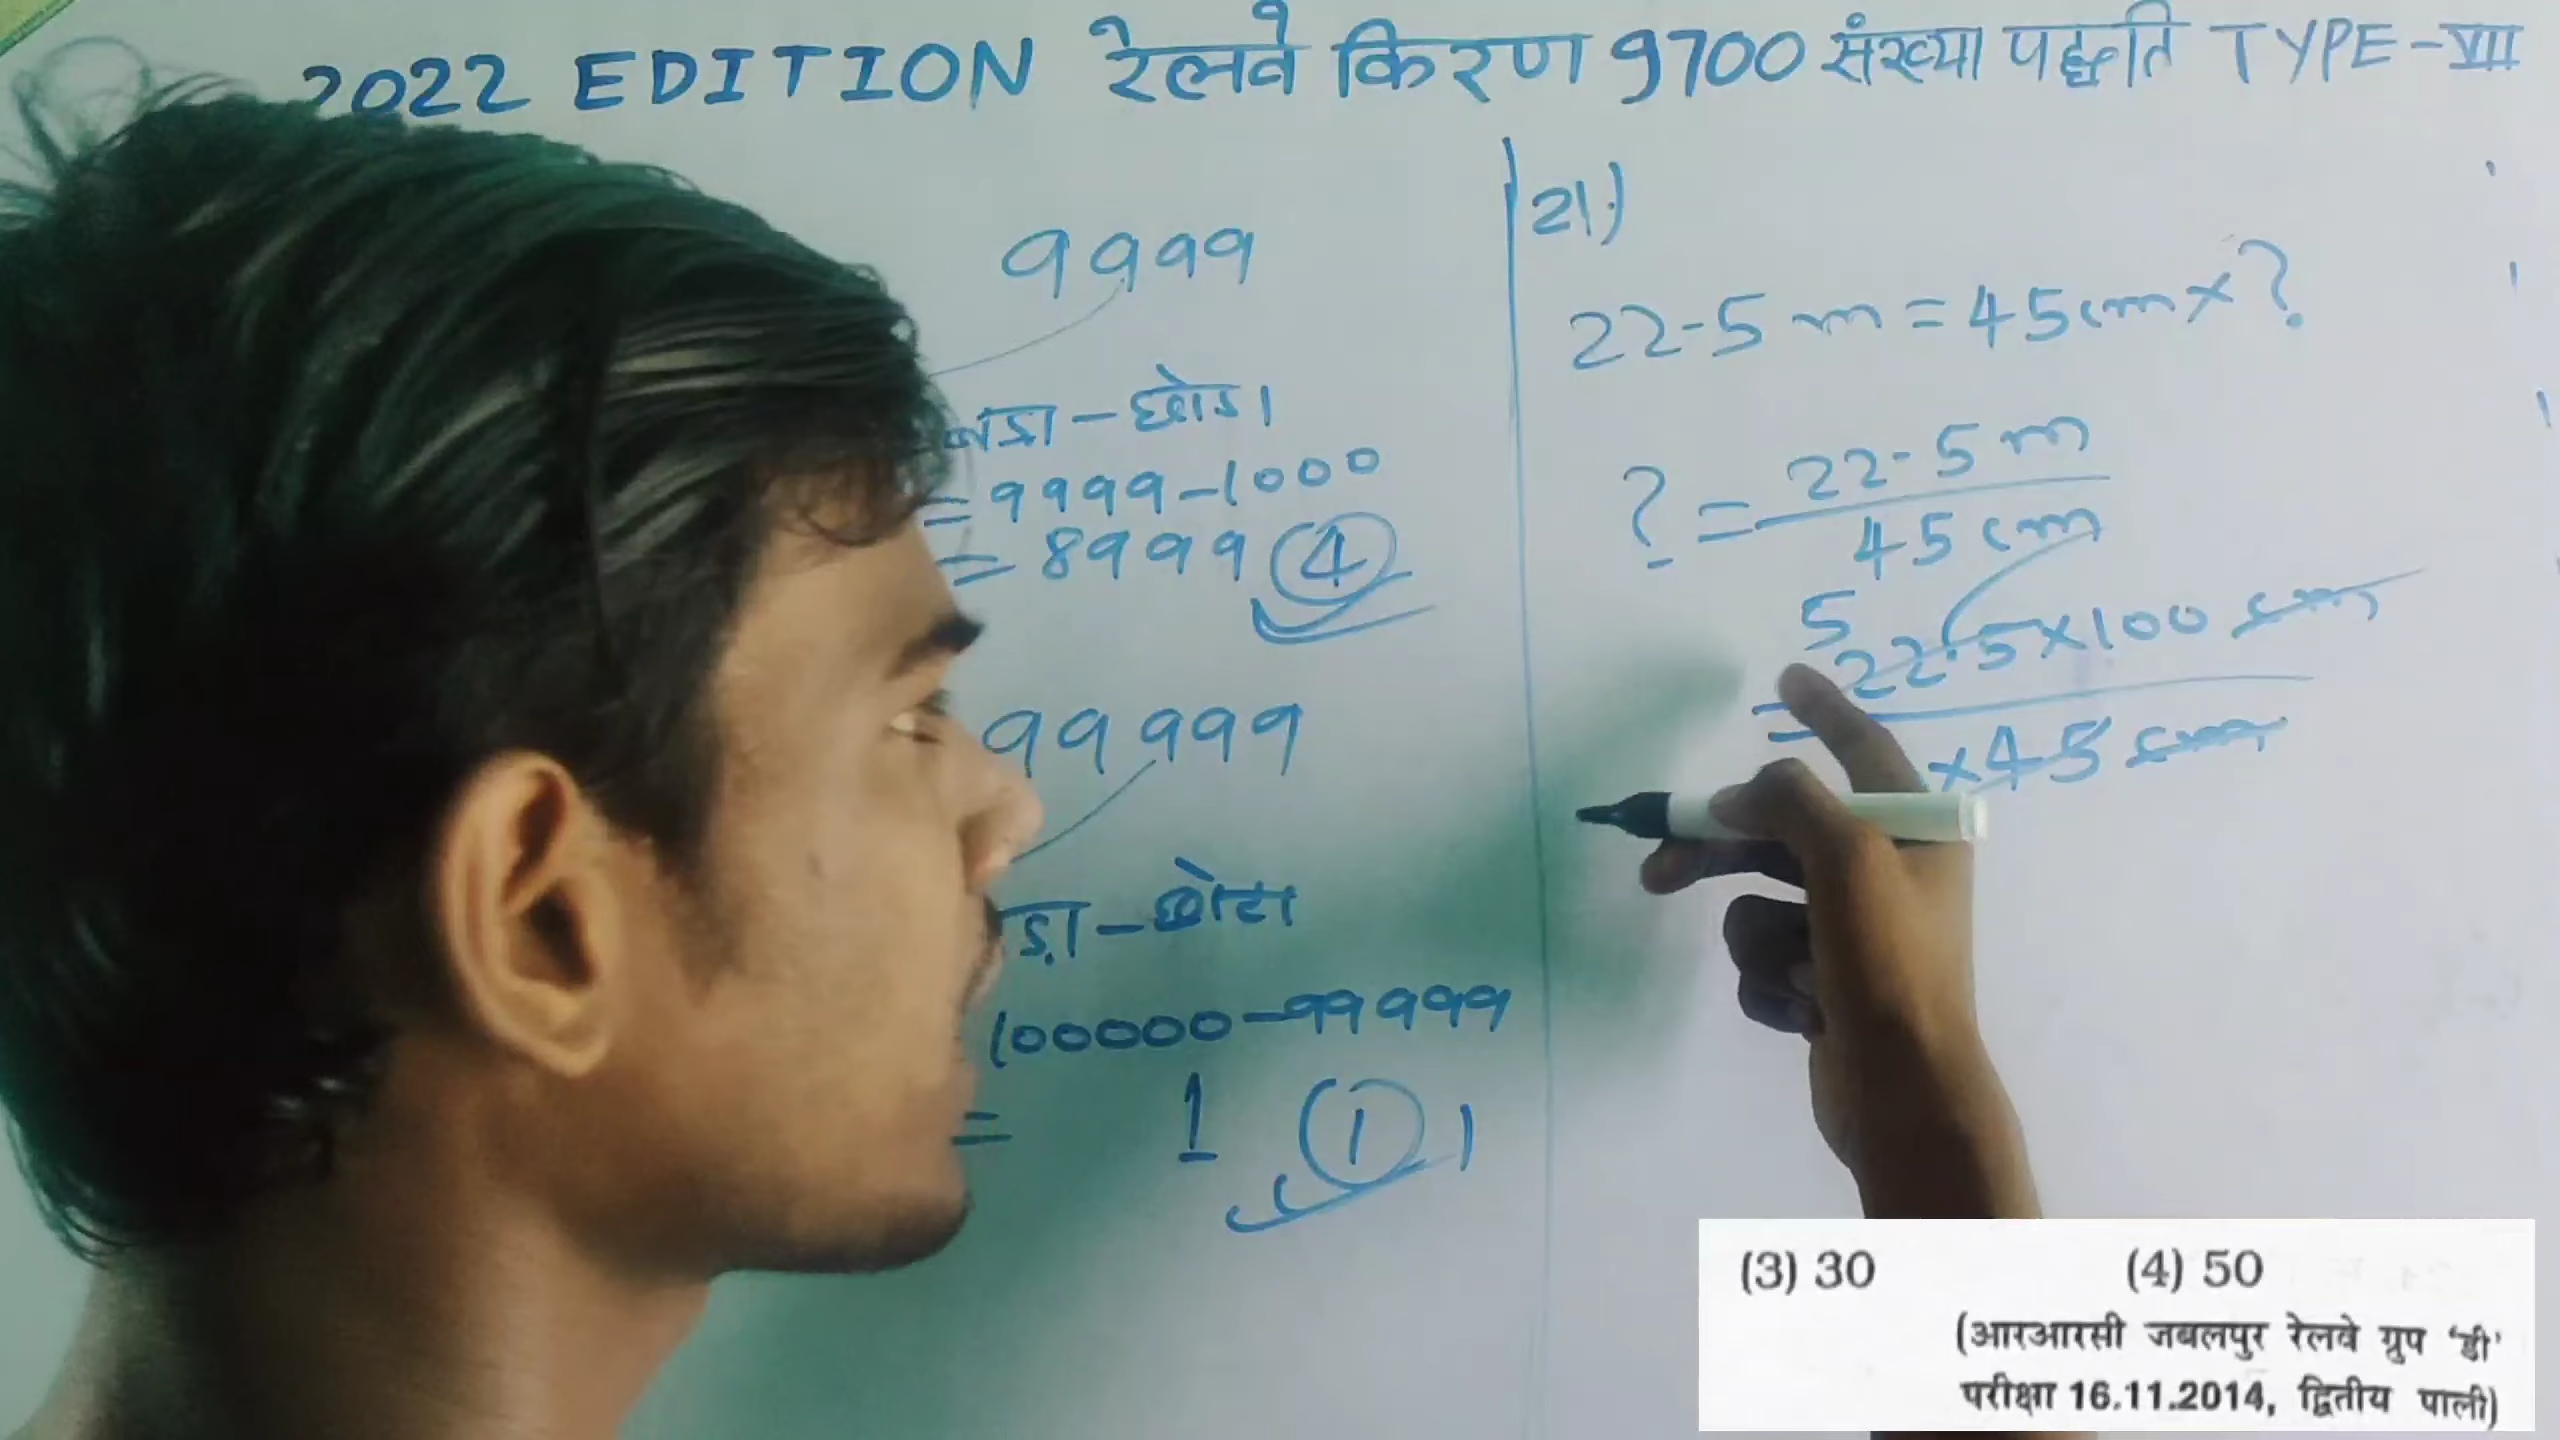 2022 EDITION रेलवे किरण 9700 संख्या पद्धति TYPE-VII
9999
बड़ा-छोटा
=9999-1000
=8999 (4)
99999
ड़ा-छोटा
100000-99999
= 1 (1)
21)
22.5 m = 45cm×?
? = 22.5 m
45 cm
5
= 22.5×100 cm
×45 cm
(3) 30 (4) 50
(आरआरसी जबलपुर रेलवे ग्रुप 'डी'
परीक्षा 16.11.2014, द्वितीय पाली)